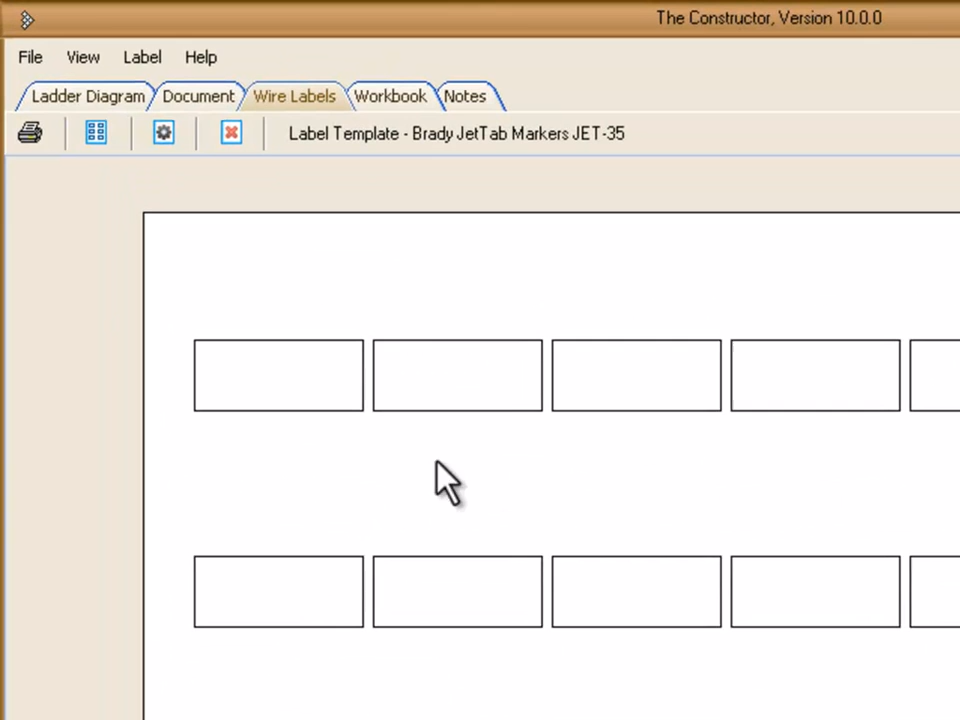 The Constructor, Version 10.0.0
File View Label Help
Ladder Diagram Document Wire Labels Workbook Notes
Label Template - Brady JetTab Markers JET-35